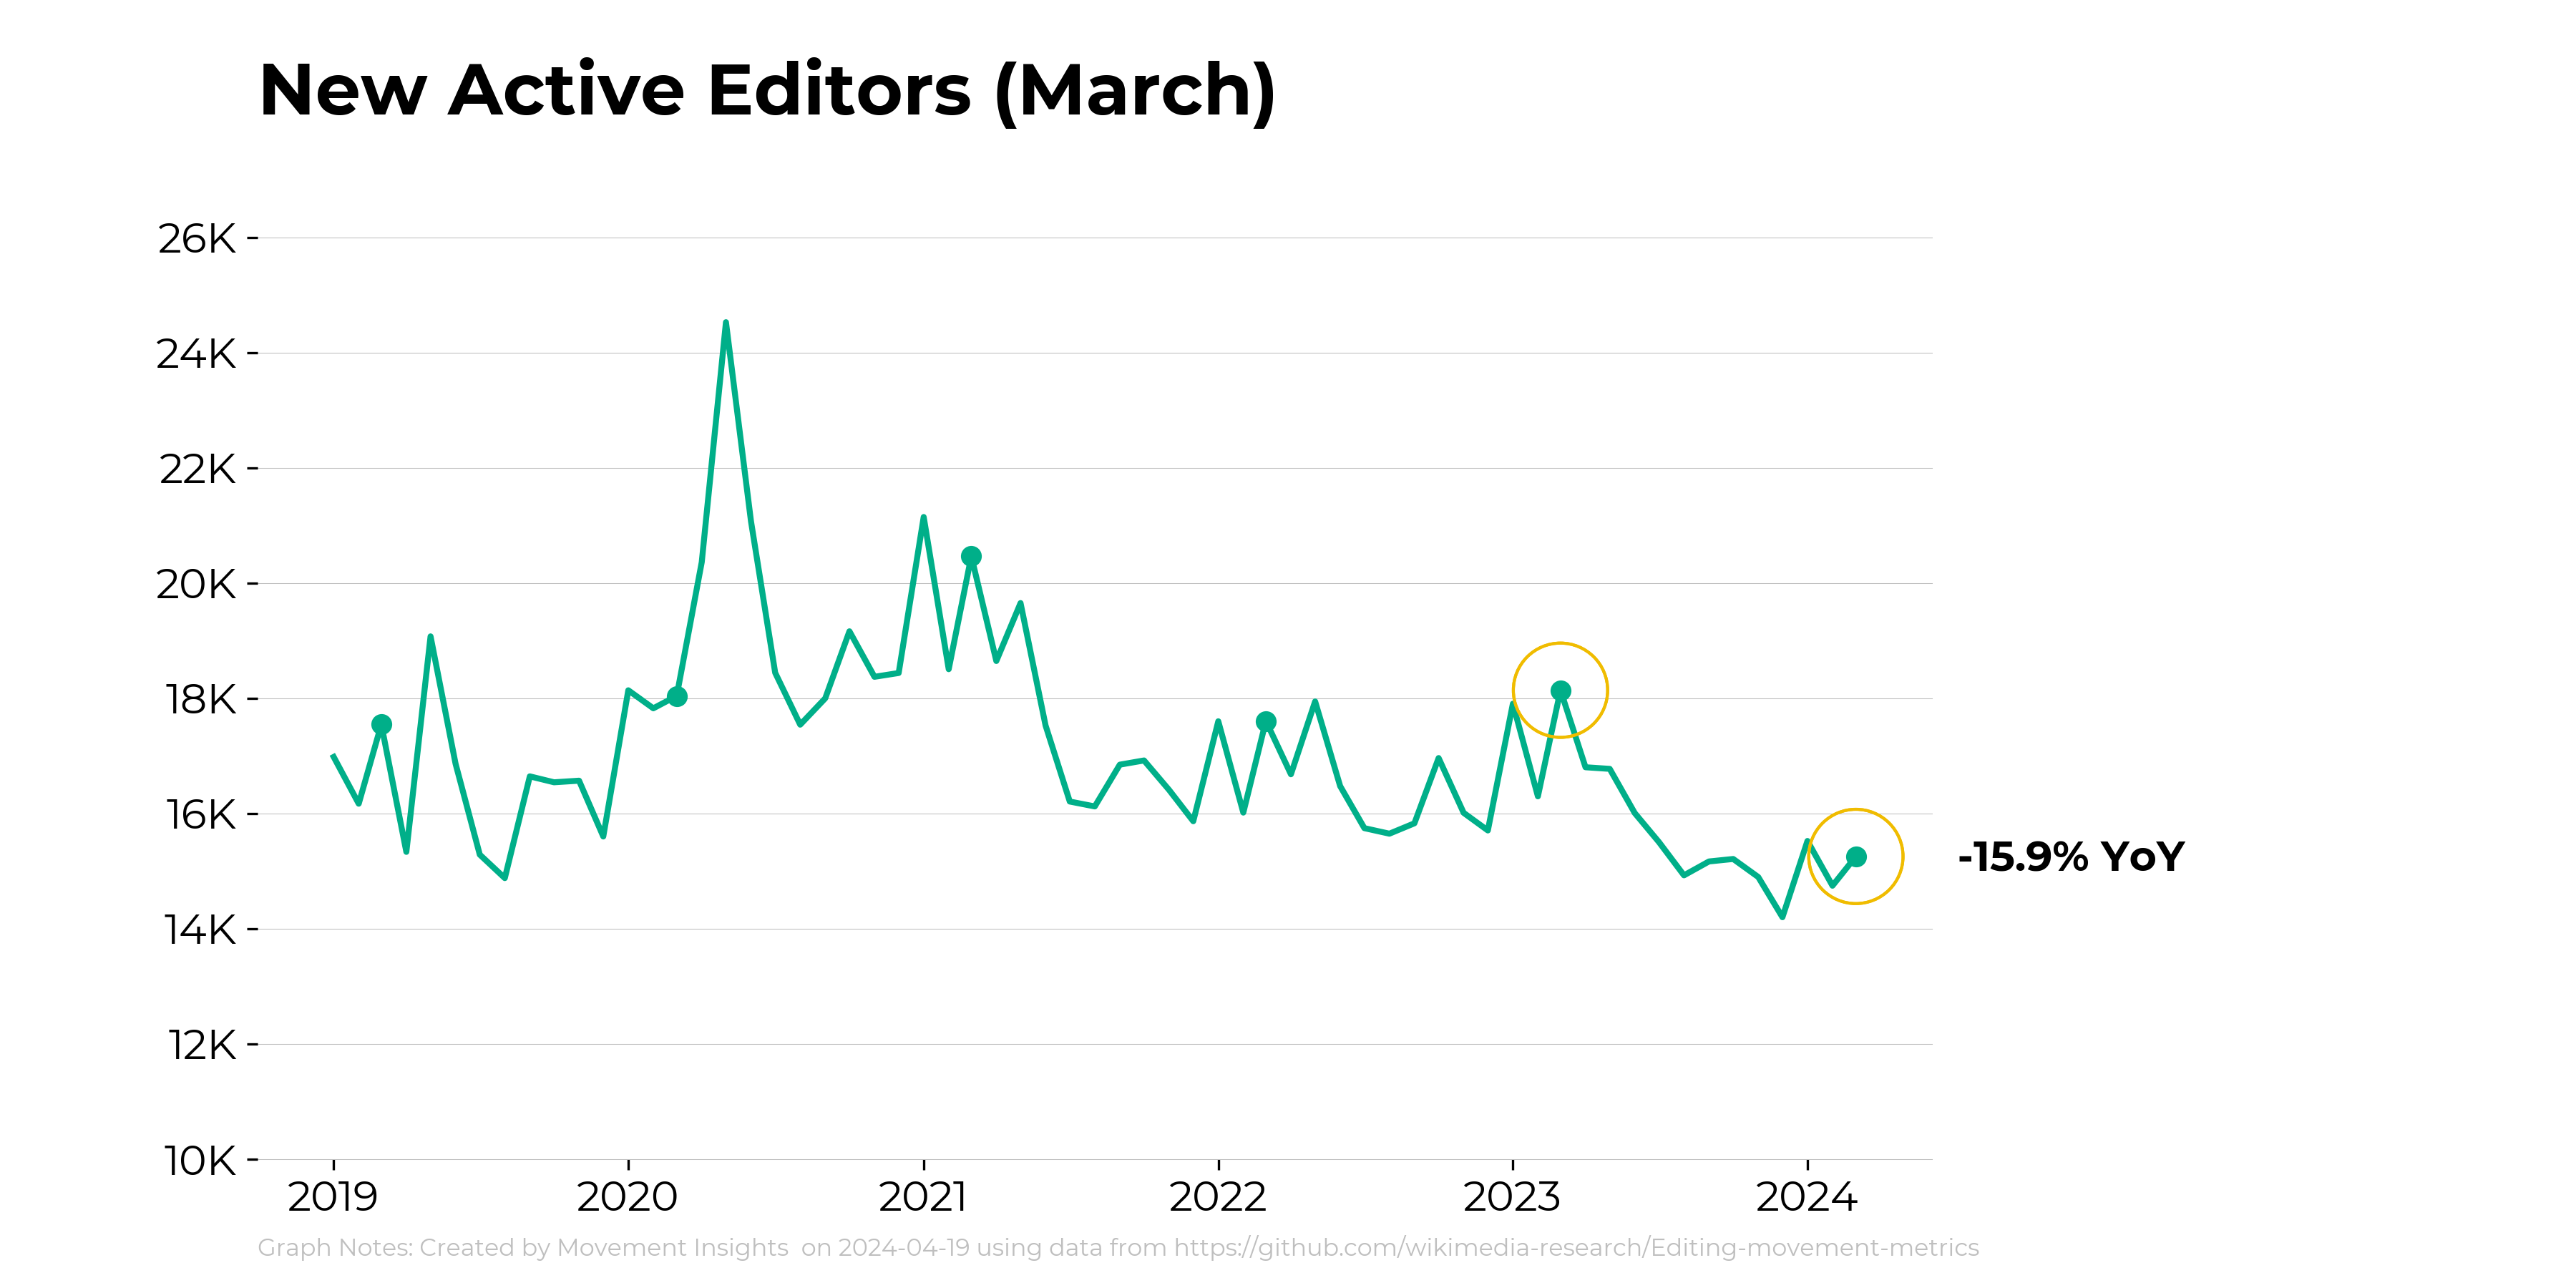 New Active Editors (March)
26K
24K
22K
20K
18K
16K
-15.9% YoY
14K
12K
10K
2019 2020 2021 2022 2023 2024
Graph Notes: Created by Movement Insights  on 2024-04-19 using data from https://github.com/wikimedia-research/Editing-movement-metrics